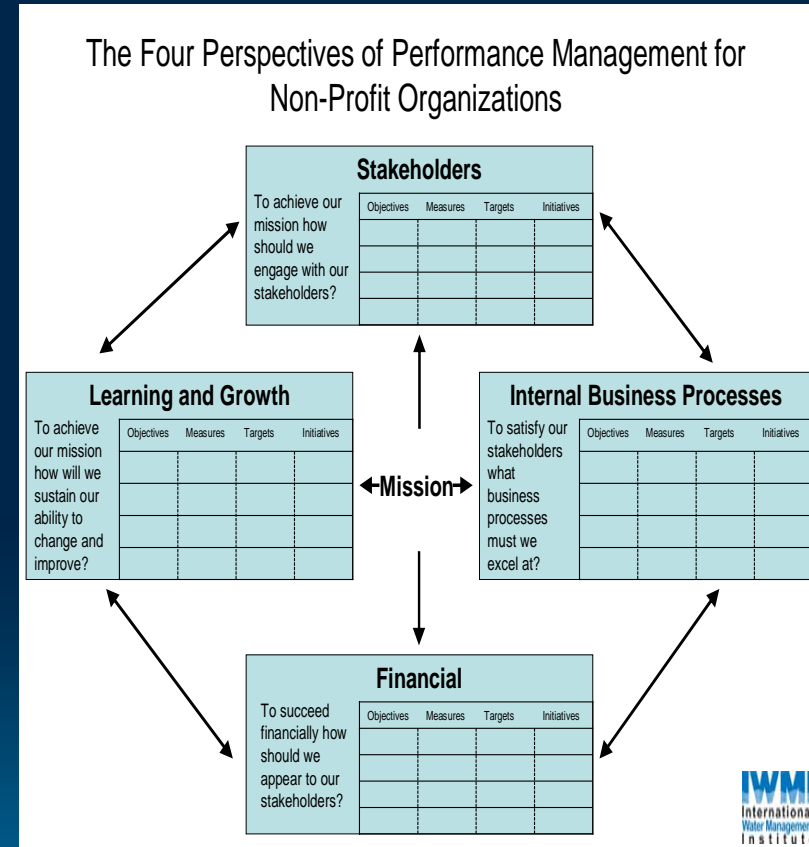 The Four Perspectives of Performance Management for
Non-Profit Organizations
Stakeholders
To achieve our
mission how
should we
engage with our
stakeholders?
Objectives Measures Targets Initiatives
Learning and Growth
To achieve
our mission
how will we
sustain our
ability to
change and
improve?
Objectives Measures Targets Initiatives
Mission
Internal Business Processes
To satisfy our
stakeholders
what
business
processes
must we
excel at?
Objectives Measures Targets Initiatives
Financial
To succeed
financially how
should we
appear to our
stakeholders?
Objectives Measures Targets Initiatives
IWMI
International
Water Management
Institute